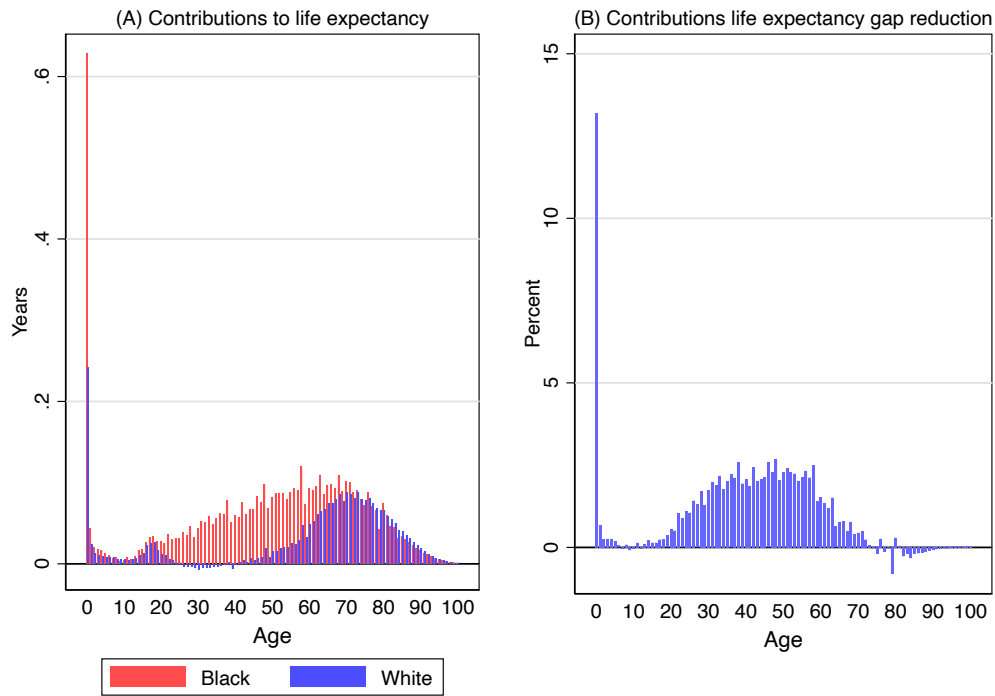 (A) Contributions to life expectancy
.6
.4
.2
0
Years
0 10 20 30 40 50 60 70 80 90 100
Age
Black White
(B) Contributions life expectancy gap reduction
15
10
5
0
Percent
0 10 20 30 40 50 60 70 80 90 100
Age